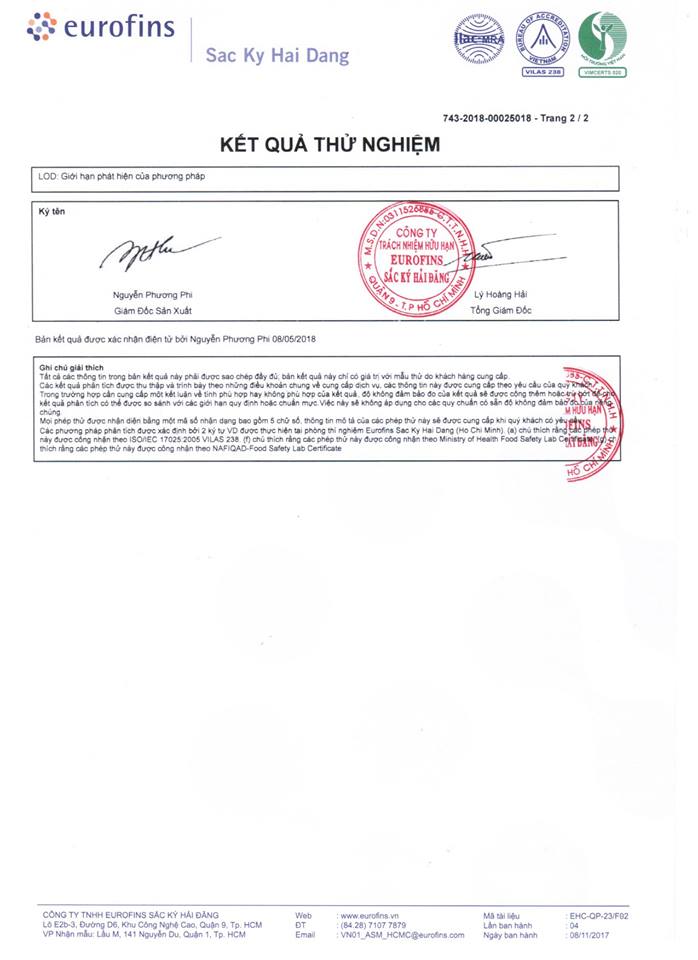 eurofins
Sac Ky Hai Dang
ilac-MRA
BUREAU OF ACCREDITATION
VIETNAM
VILAS 238
MÔI TRƯỜNG VIỆT NAM
VIMCERTS 020
743-2018-00025018 - Trang 2 / 2
KẾT QUẢ THỬ NGHIỆM
LOD: Giới hạn phát hiện của phương pháp
Ký tên
M.S.D.N:0311526885-C.T.T.N.H.H
CÔNG TY
TRÁCH NHIỆM HỮU HẠN
EUROFINS
SẮC KÝ HẢI ĐĂNG
QUẬN 9 - T.P HỒ CHÍ MINH
Nguyễn Phương Phi
Lý Hoàng Hải
Giám Đốc Sản Xuất
Tổng Giám Đốc
Bản kết quả được xác nhận điện tử bởi Nguyễn Phương Phi 08/05/2018
Ghi chú giải thích
Tất cả các thông tin trong bản kết quả này phải được sao chép đầy đủ; bản kết quả này chỉ có giá trị với mẫu thử do khách hàng cung cấp.
Các kết quả phân tích được thu thập và trình bày theo những điều khoản chung về cung cấp dịch vụ, các thông tin này được cung cấp theo yêu cầu của quý khách.
Trong trường hợp cần cung cấp một kết luận về tính phù hợp hay không phù hợp của kết quả, độ không đảm bảo của kết quả sẽ được cộng thêm hoặc trừ bớt để cho
kết quả phân tích có thể được so sánh với các giới hạn quy định hoặc chuẩn mực.Việc này sẽ không áp dụng cho các quy chuẩn có sẵn độ không đảm bảo đo của riêng
chúng.
Mọi phép thử được nhận diện bằng một mã số nhận dạng bao gồm 5 chữ số, thông tin mô tả của các phép thử này sẽ được cung cấp khi quý khách có yêu cầu.
Các phương pháp phân tích được xác định bởi 2 ký tự VD được thực hiện tại phòng thí nghiệm Eurofins Sac Ky Hai Dang (Ho Chi Minh). (a) chú thích rằng các phép thử
này được công nhận theo ISO/IEC 17025:2005 VILAS 238. (f) chú thích rằng các phép thử này được công nhận theo Ministry of Health Food Safety Lab Certificate (g) chú
thích rằng các phép thử này được công nhận theo NAFIQAD-Food Safety Lab Certificate
CÔNG TY TNHH EUROFINS SẮC KÝ HẢI ĐĂNG
Lô E2b-3, Đường D6, Khu Công Nghệ Cao, Quận 9, Tp. HCM
VP Nhận mẫu: Lầu M, 141 Nguyễn Du, Quận 1, Tp. HCM
Web : www.eurofins.vn
ĐT : (84.28) 7107 7879
Email : VN01_ASM_HCMC@eurofins.com
Mã tài liệu : EHC-QP-23/F02
Lần ban hành : 04
Ngày ban hành : 08/11/2017